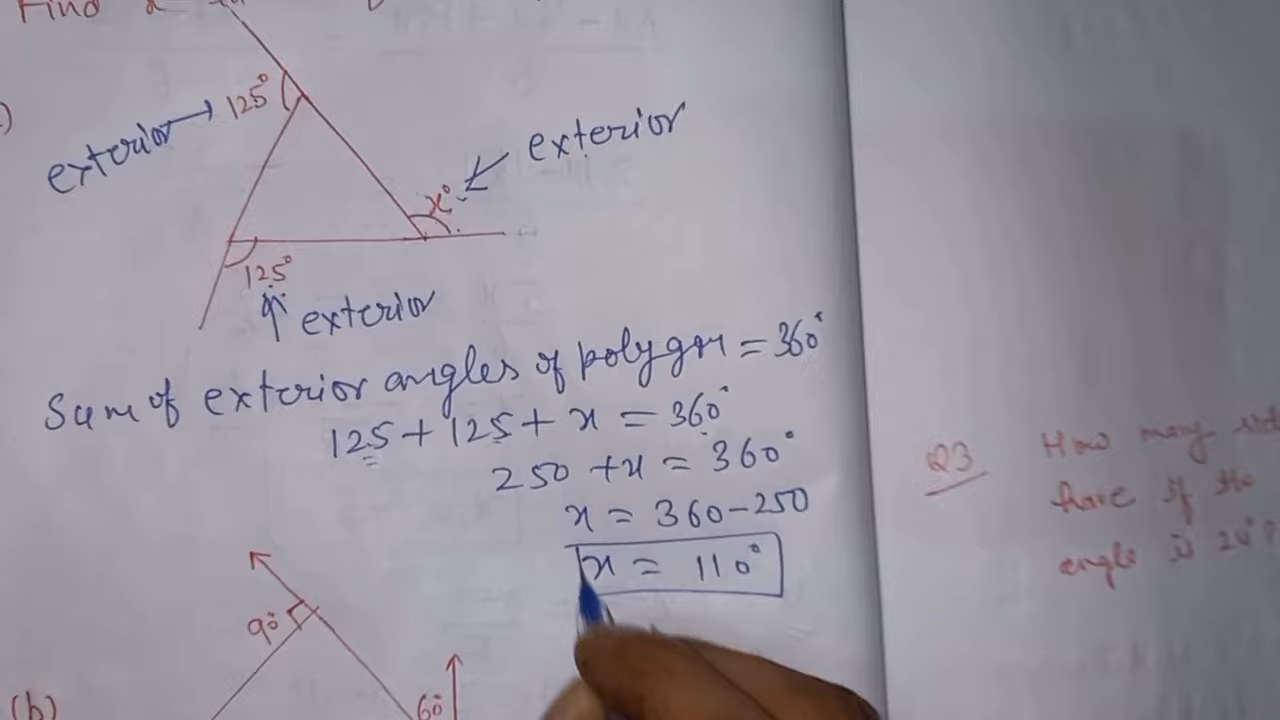 Find
125°
exterior
exterior
x°
125°
exterior
Sum of exterior angles of polygon = 360°
125 + 125 + x = 360°
250 + x = 360°
x = 360 - 250
x = 110°
90°
60
(b)
Q3 How many
have if the
angle is 24°?